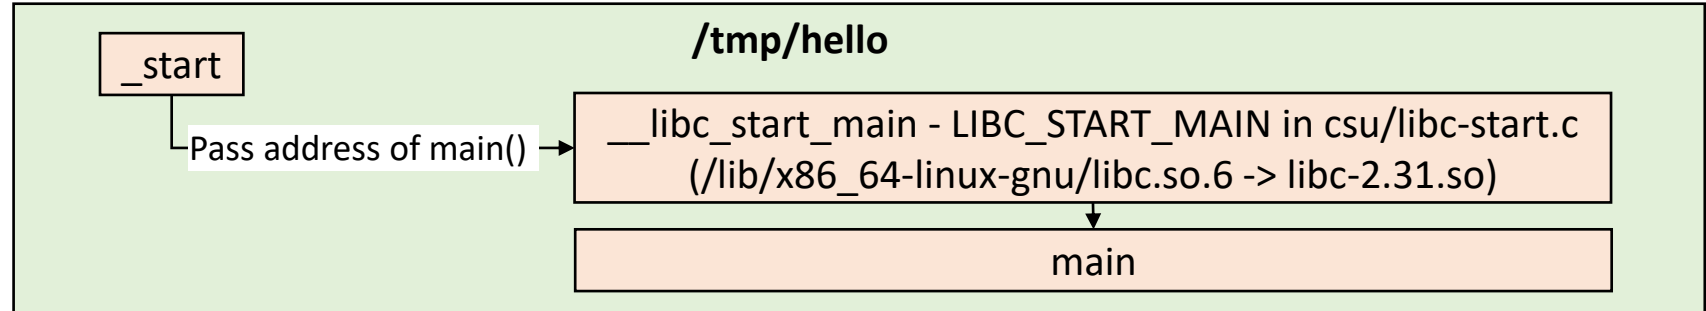 /tmp/hello
_start
Pass address of main()
__libc_start_main - LIBC_START_MAIN in csu/libc-start.c
(/lib/x86_64-linux-gnu/libc.so.6 -> libc-2.31.so)
main